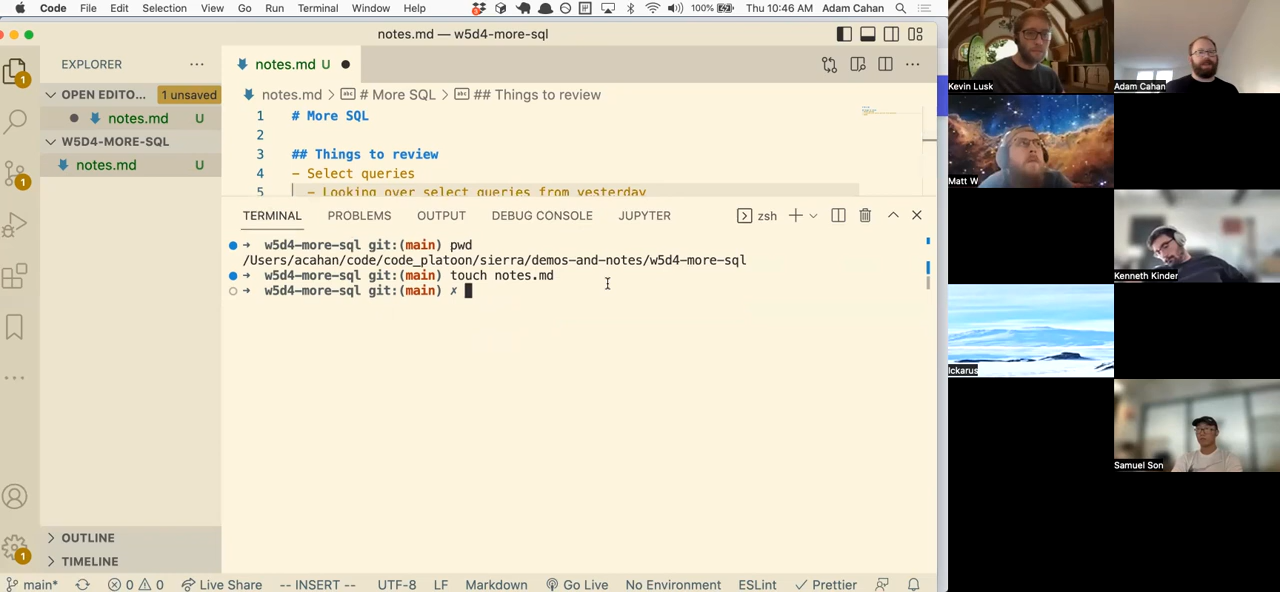 Code File Edit Selection View Go Run Terminal Window Help 100% Thu 10:46 AM Adam Cahan
notes.md — w5d4-more-sql
EXPLORER
notes.md U
OPEN EDITO... 1 unsaved
notes.md U
W5D4-MORE-SQL
notes.md U
notes.md > # More SQL > ## Things to review
1 # More SQL
2
3 ## Things to review
4 - Select queries
5 - Looking over select queries from yesterday
TERMINAL PROBLEMS OUTPUT DEBUG CONSOLE JUPYTER zsh
➜ w5d4-more-sql git:(main) pwd
/Users/acahan/code/code_platoon/sierra/demos-and-notes/w5d4-more-sql
➜ w5d4-more-sql git:(main) touch notes.md
➜ w5d4-more-sql git:(main) ✗
1
1
1
OUTLINE
TIMELINE
main* 0 0 Live Share -- INSERT -- UTF-8 LF Markdown Go Live No Environment ESLint Prettier
Kevin Lusk
Adam Cahan
Matt W
Kenneth Kinder
Ickarus
Samuel Son